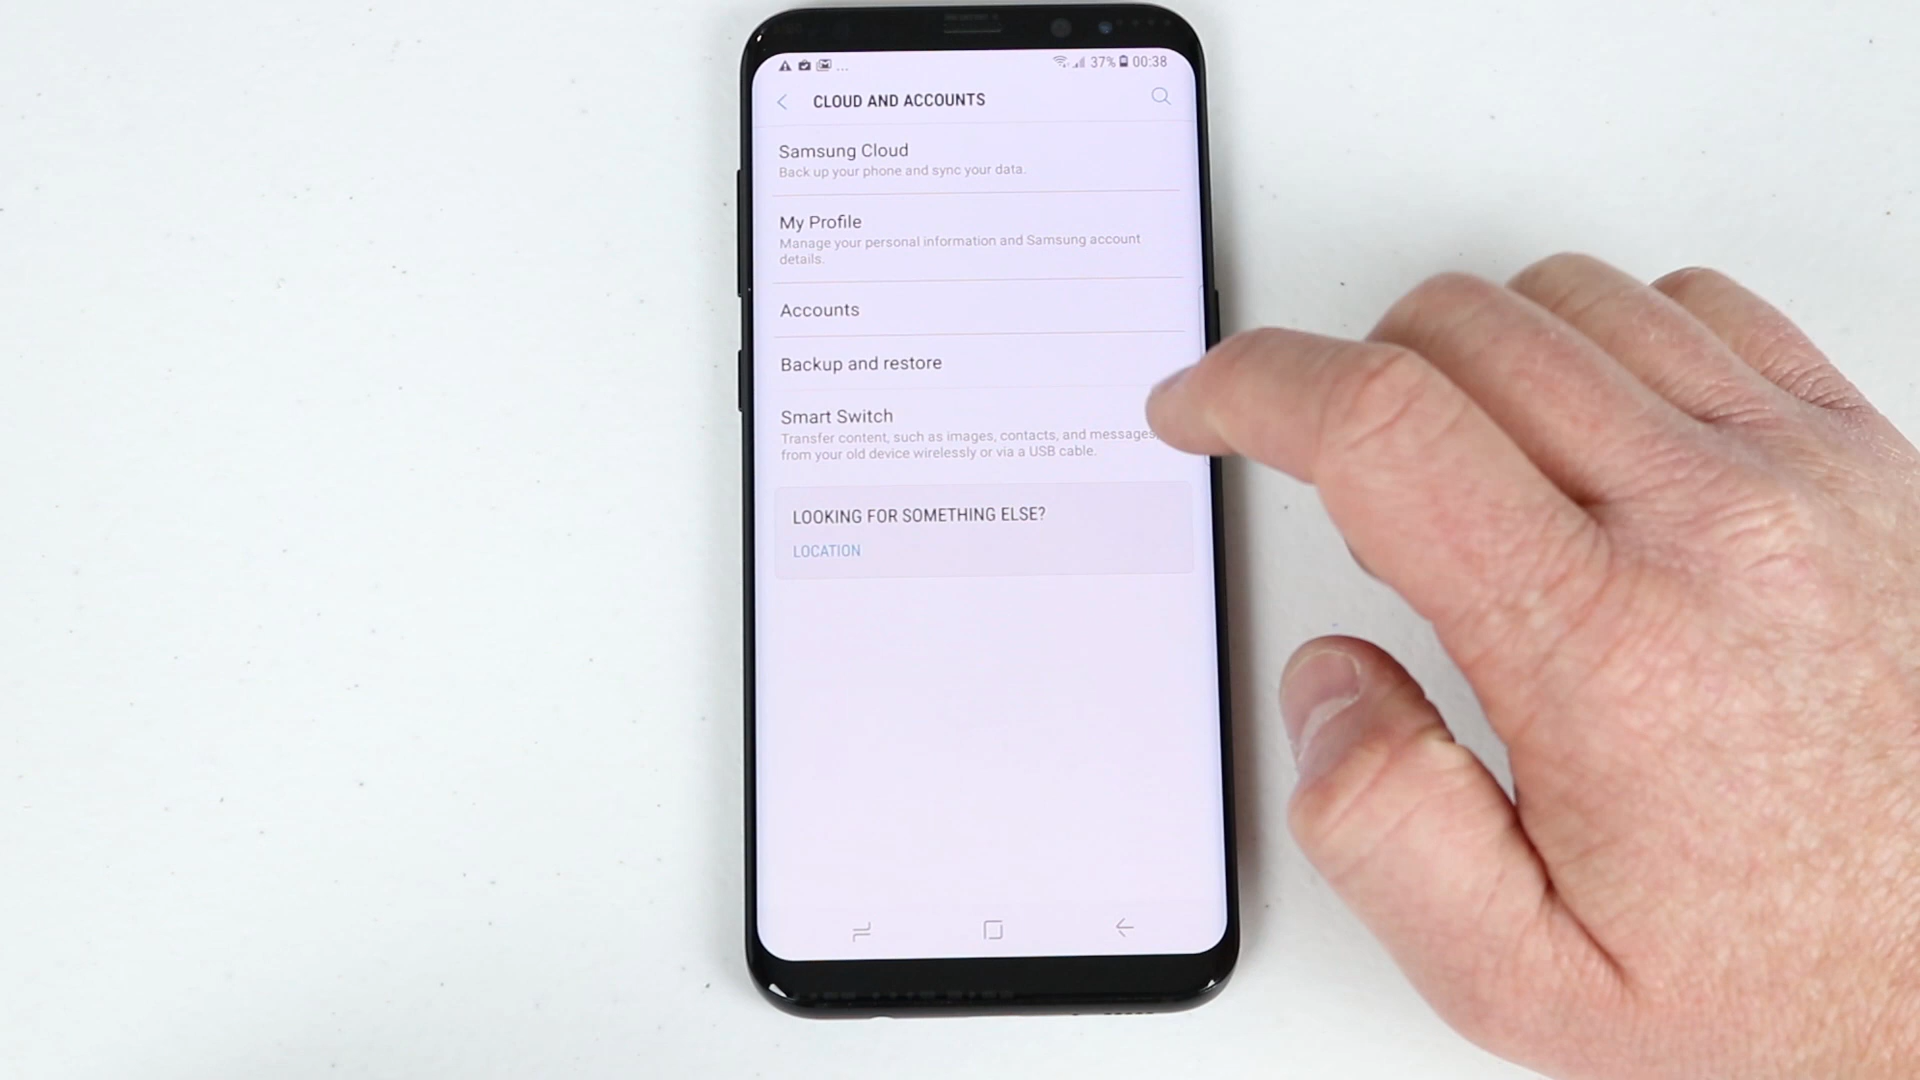 ... 37% 00:38
CLOUD AND ACCOUNTS
Samsung Cloud
Back up your phone and sync your data.
My Profile
Manage your personal information and Samsung account
details.
Accounts
Backup and restore
Smart Switch
Transfer content, such as images, contacts, and messages,
from your old device wirelessly or via a USB cable.
LOOKING FOR SOMETHING ELSE?
LOCATION